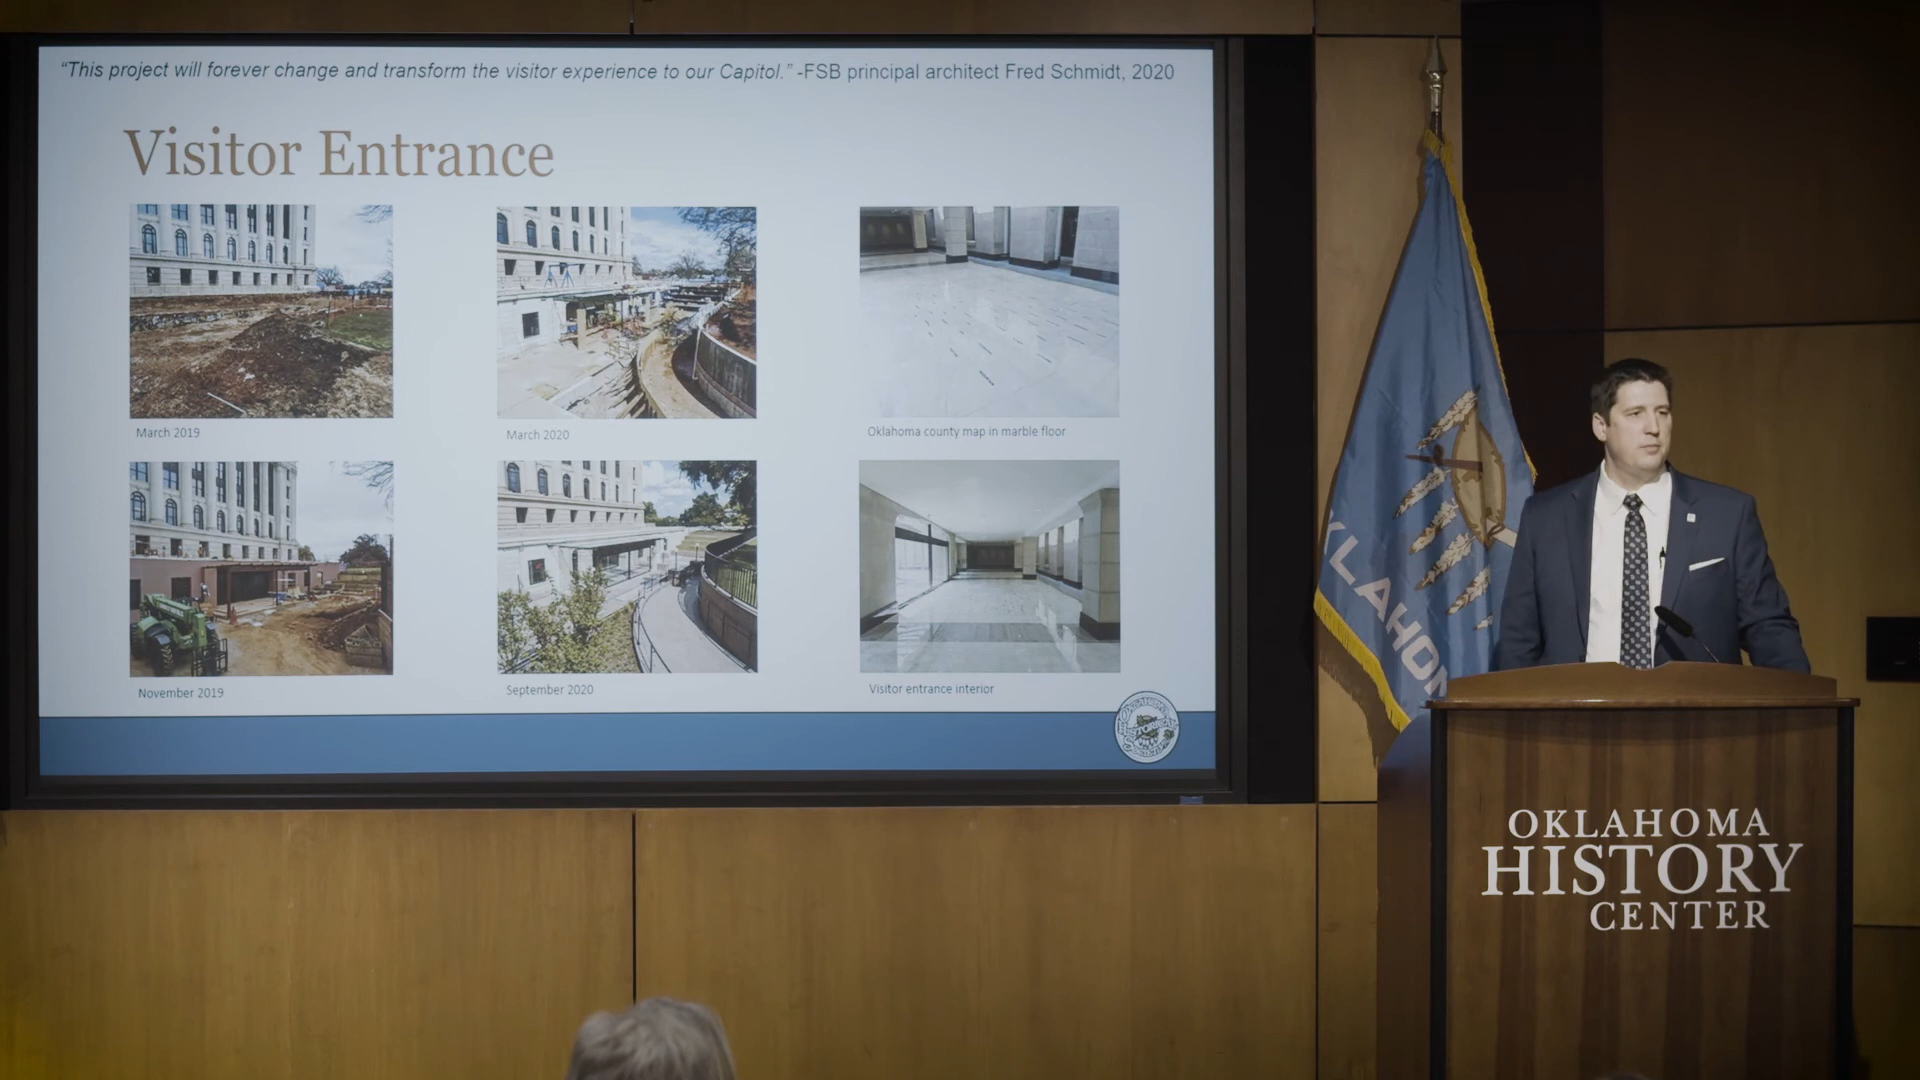 “This project will forever change and transform the visitor experience to our Capitol.” -FSB principal architect Fred Schmidt, 2020
Visitor Entrance
March 2019
March 2020
Oklahoma county map in marble floor
November 2019
September 2020
Visitor entrance interior
KLAHOM
OKLAHOMA
HISTORY
CENTER